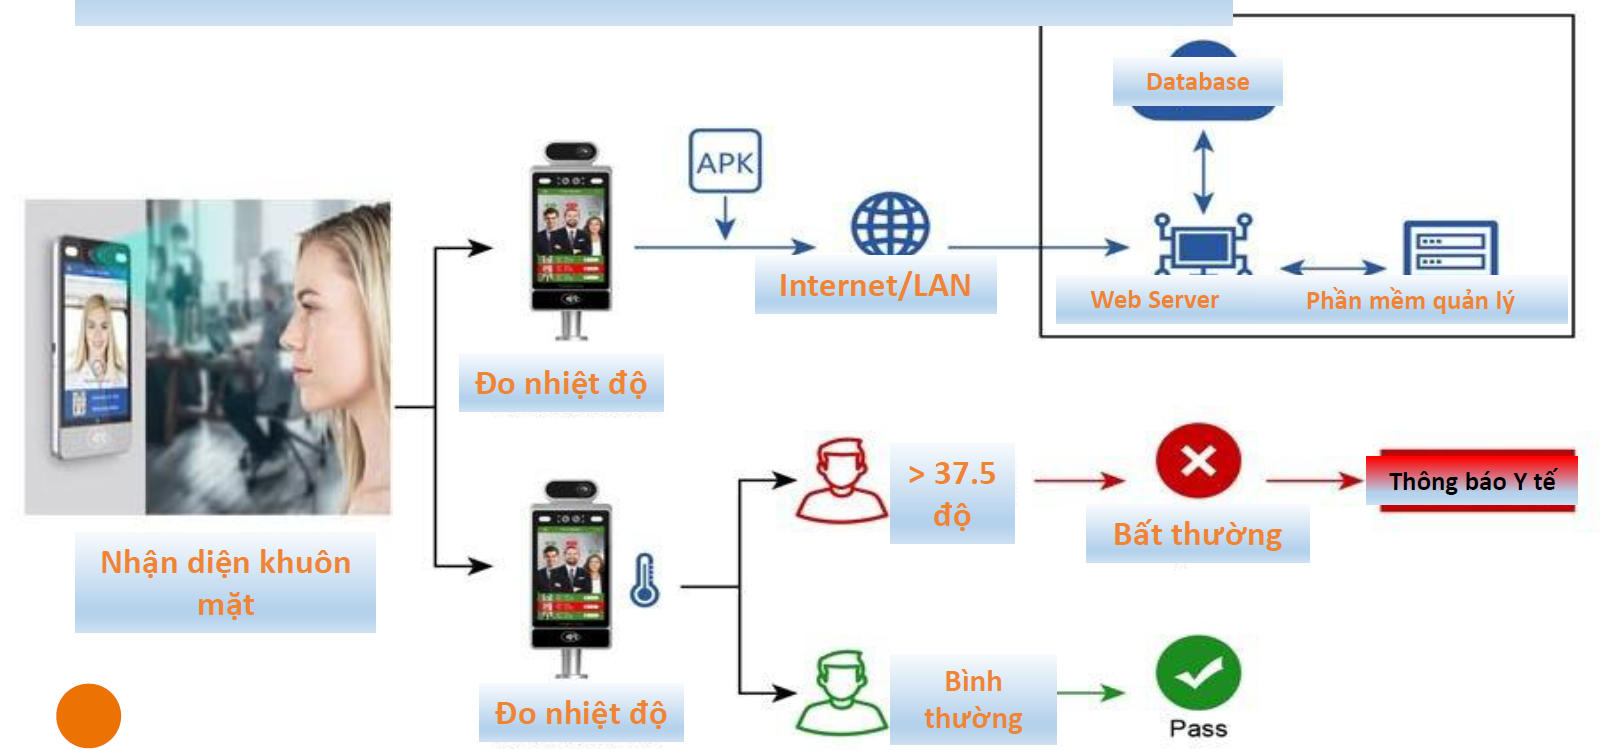 Database
APK
Internet/LAN
Web Server
Phần mềm quản lý
Đo nhiệt độ
> 37.5
độ
Bất thường
Thông báo Y tế
Nhận diện khuôn
mặt
Đo nhiệt độ
Bình
thường
Pass